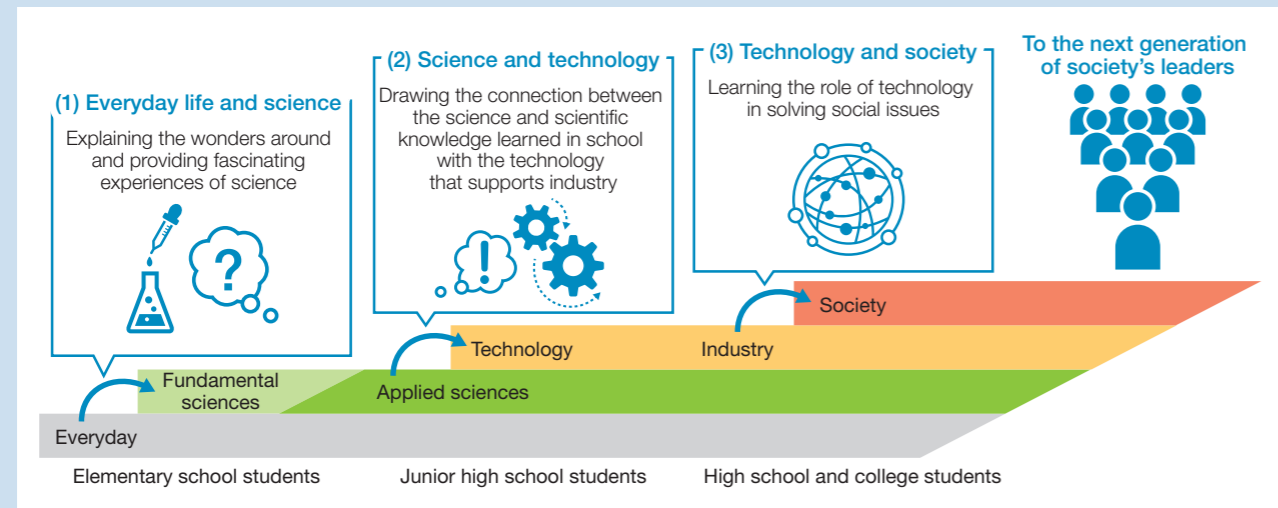 (1) Everyday life and science
Explaining the wonders around
and providing fascinating
experiences of science
?
(2) Science and technology
Drawing the connection between
the science and scientific
knowledge learned in school
with the technology
that supports industry
!
(3) Technology and society
Learning the role of technology
in solving social issues
To the next generation
of society's leaders
Society
Technology
Industry
Fundamental
sciences
Applied sciences
Everyday
Elementary school students
Junior high school students
High school and college students